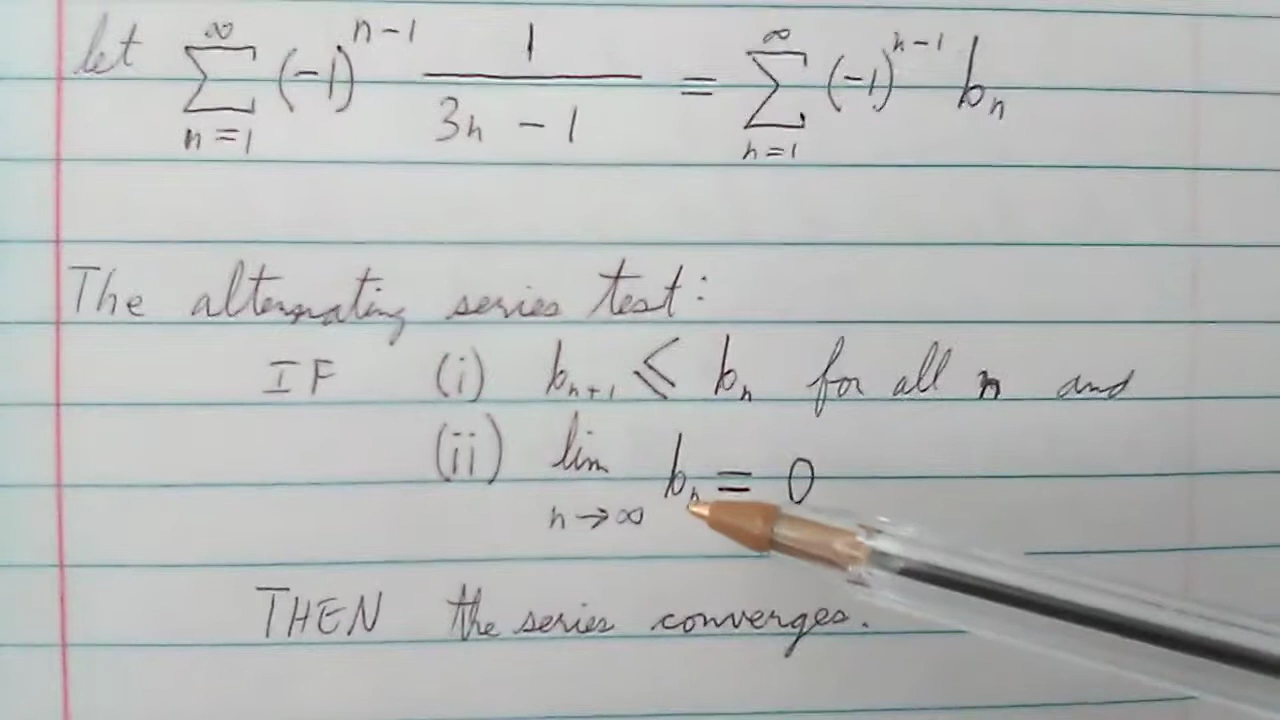 let ∑_{n=1}^{∞} (-1)^{n-1} 1/(3n - 1) = ∑_{n=1}^{∞} (-1)^{n-1} b_n
The alternating series test:
IF (i) b_{n+1} ≤ b_n for all n and
(ii) lim_{n→∞} b_n = 0
THEN the series converges.